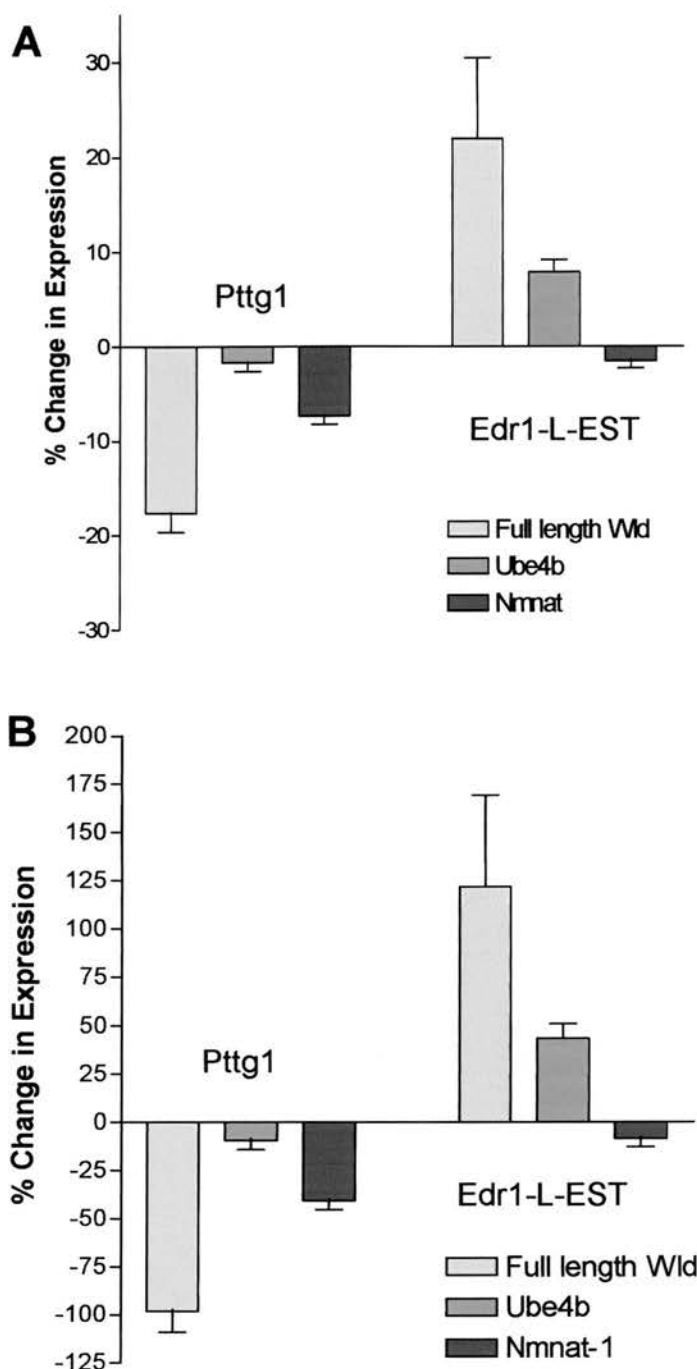 A
% Change in Expression
30
20
10
0
-10
-20
-30
Pttg1
Edr1-L-EST
Full length Wld
Ube4b
Nmnat
B
% Change in Expression
200
175
150
125
100
75
50
25
0
-25
-50
-75
-100
-125
Pttg1
Edr1-L-EST
Full length Wld
Ube4b
Nmnat-1